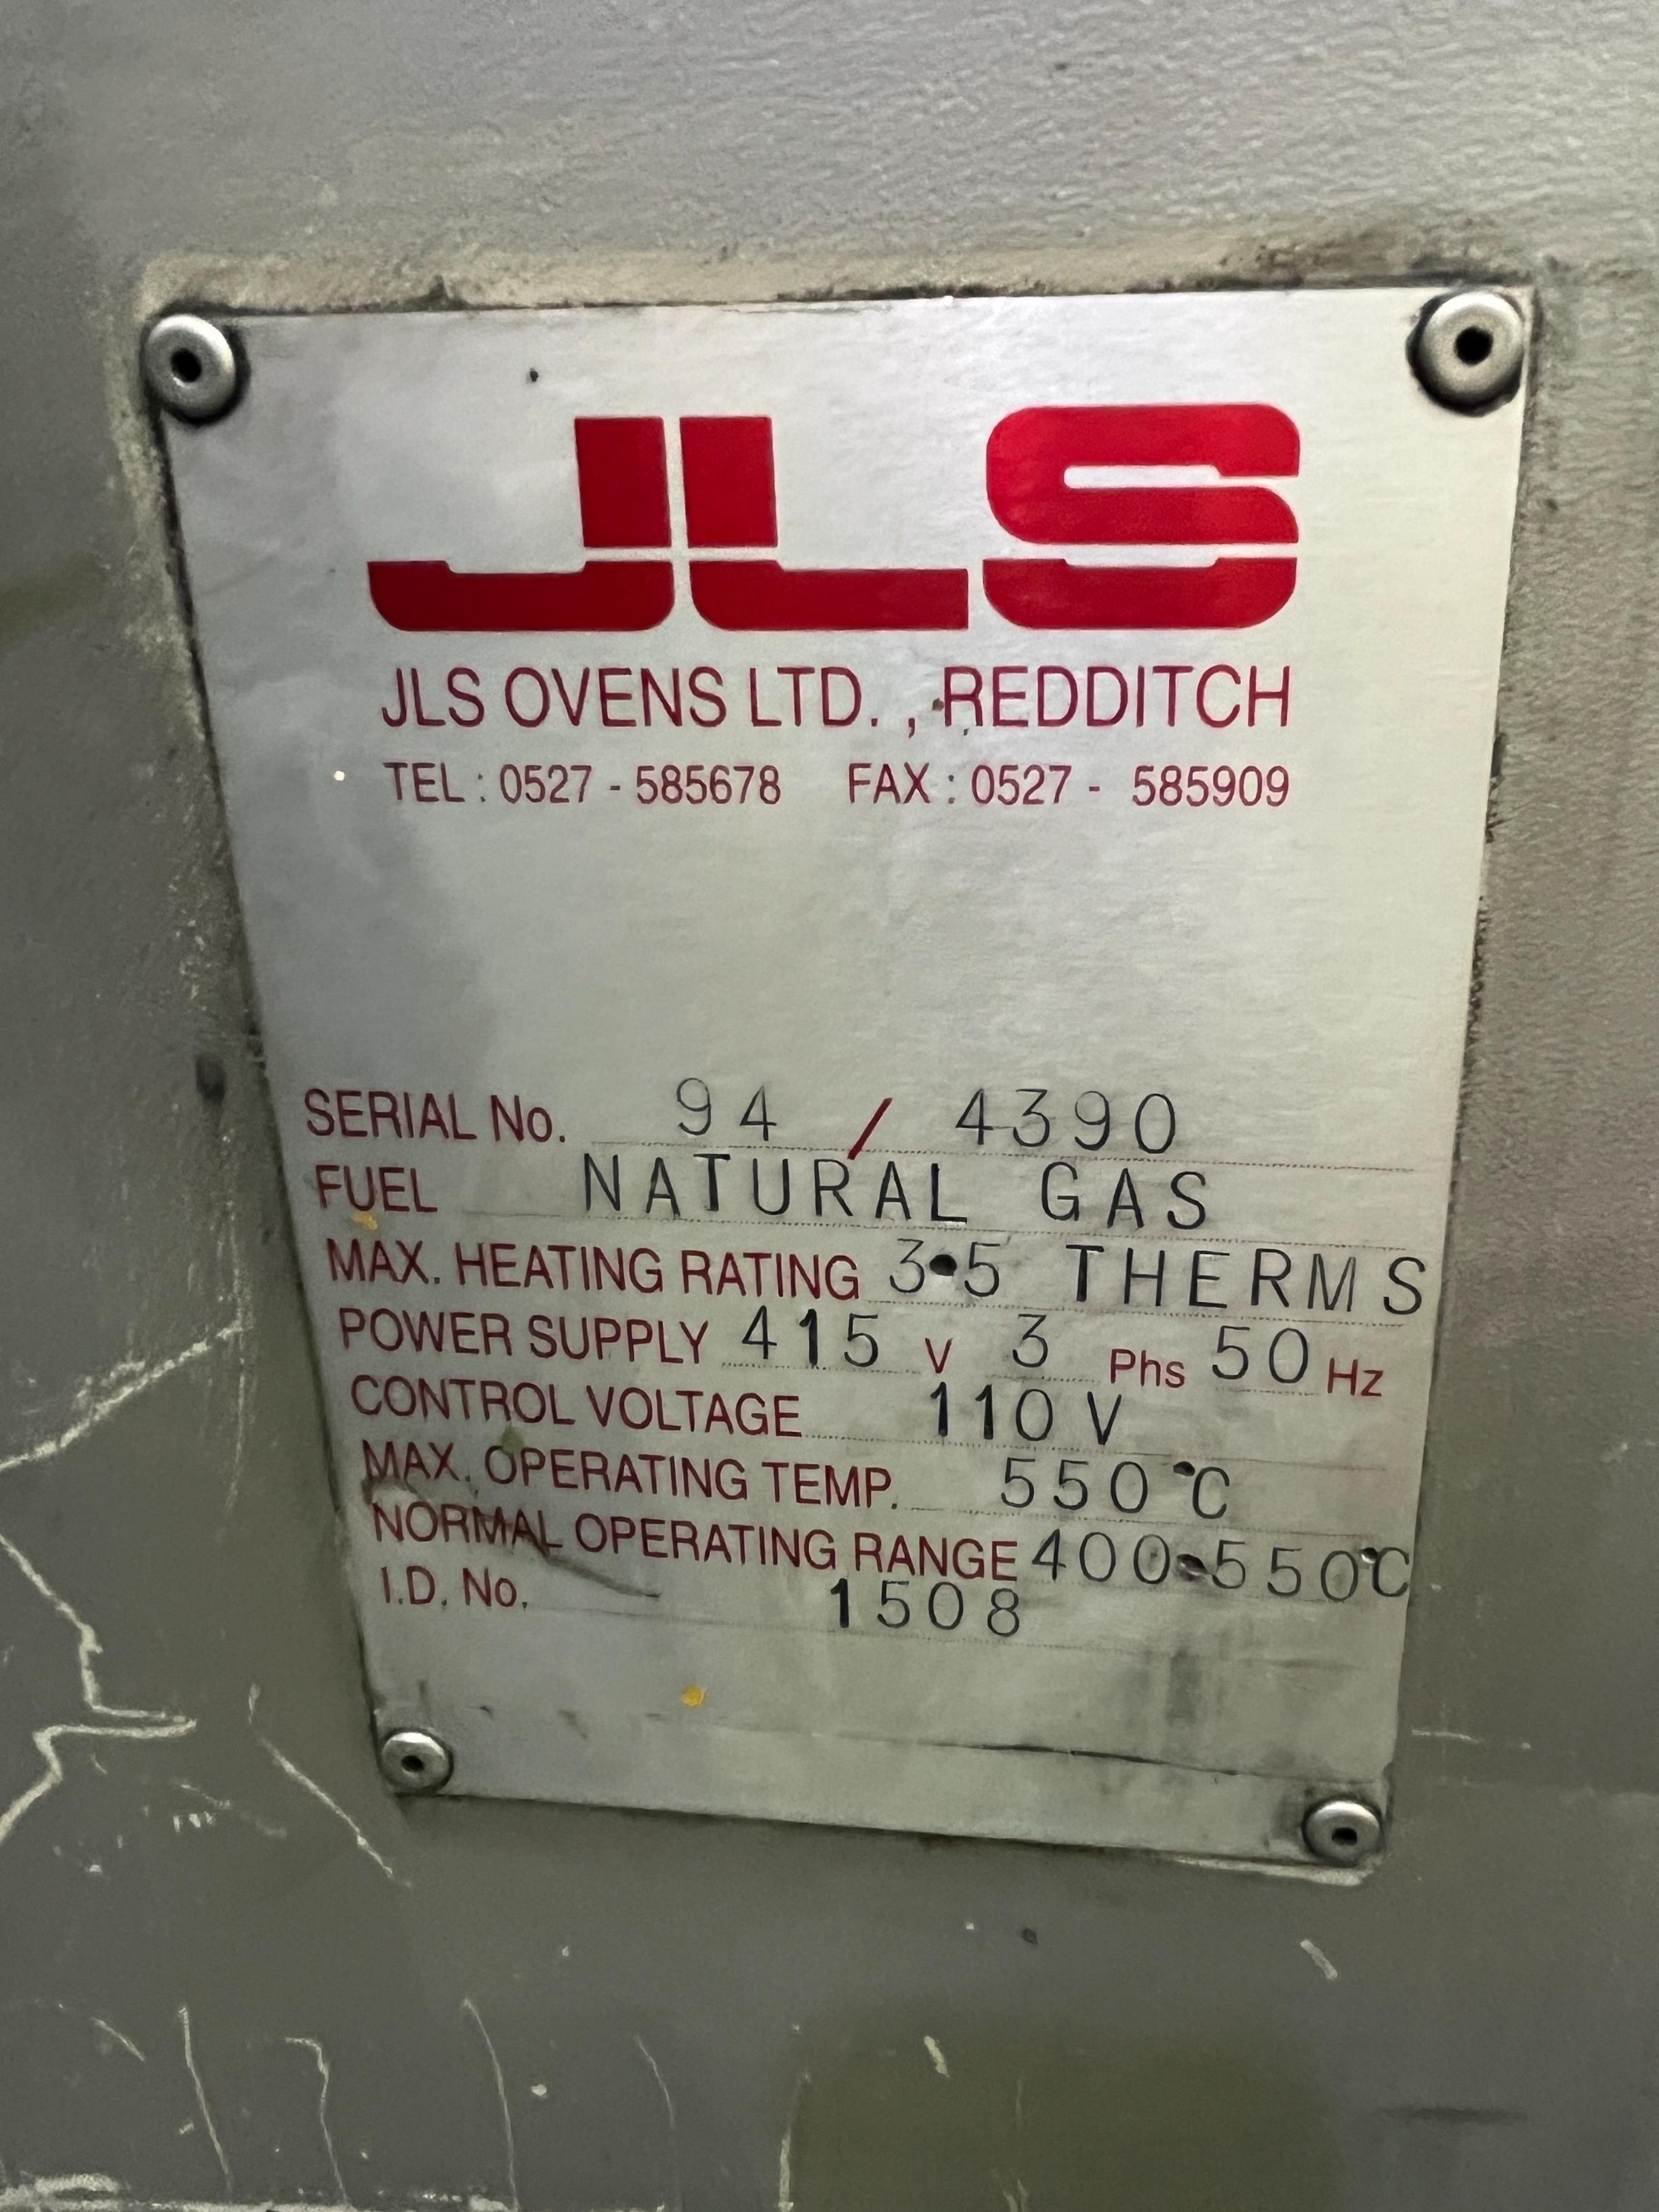 JLS
JLS OVENS LTD. , REDDITCH
TEL : 0527 - 585678 FAX : 0527 - 585909
SERIAL No. 94 / 4390
FUEL NATURAL GAS
MAX. HEATING RATING 3•5 THERMS
POWER SUPPLY 415 V 3 Phs 50 Hz
CONTROL VOLTAGE 110 V
MAX. OPERATING TEMP. 550°C
NORMAL OPERATING RANGE 400•550°C
I.D. No. 1508